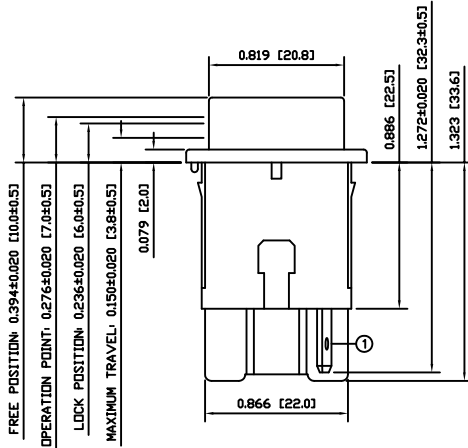 0.819 [20.8]
FREE POSITION: 0.394±0.020 [10.0±0.5]
OPERATION POINT: 0.276±0.020 [7.0±0.5]
LOCK POSITION: 0.236±0.020 [6.0±0.5]
MAXIMUM TRAVEL: 0.150±0.020 [3.8±0.5]
0.079 [2.0]
0.886 [22.5]
1.272±0.020 [32.3±0.5]
1.323 [33.6]
1
0.866 [22.0]